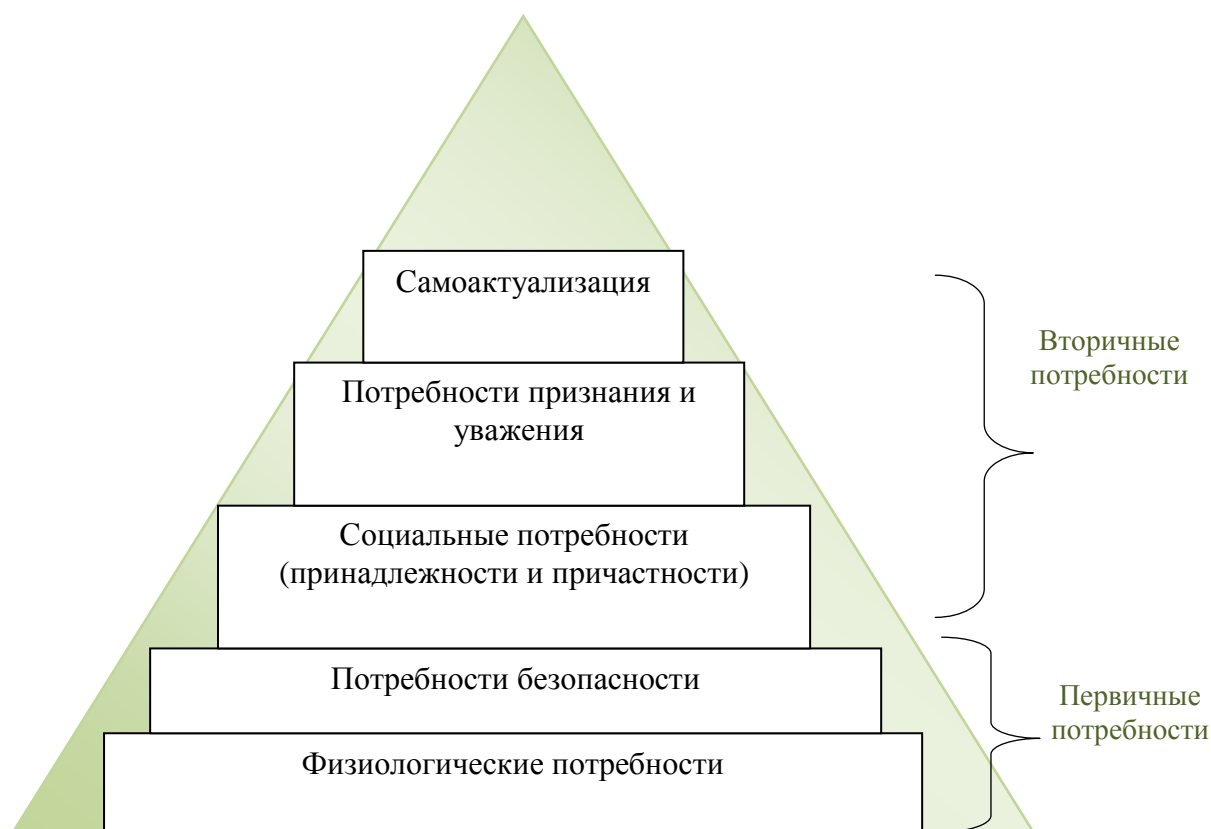 Самоактуализация
Потребности признания и
уважения
Социальные потребности
(принадлежности и причастности)
Потребности безопасности
Физиологические потребности
Вторичные
потребности
Первичные
потребности